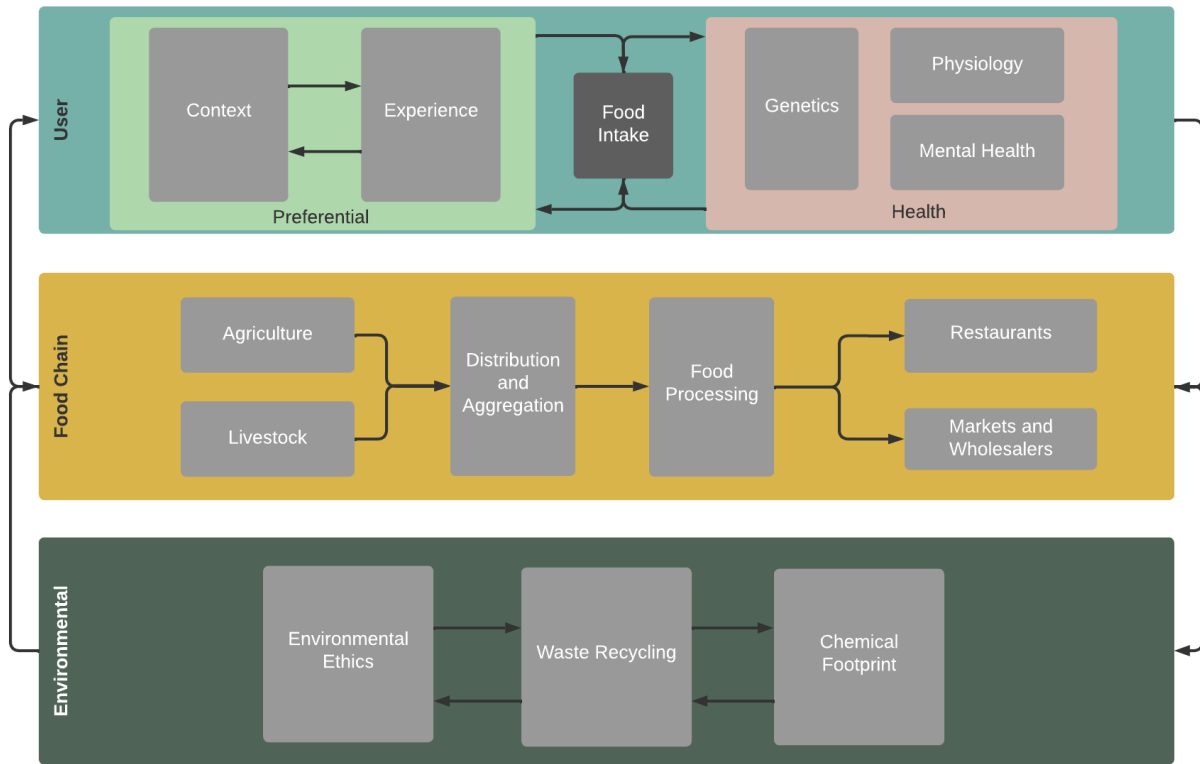 User
Context
Experience
Preferential
Food
Intake
Genetics
Physiology
Mental Health
Health
Food Chain
Agriculture
Livestock
Distribution
and
Aggregation
Food
Processing
Restaurants
Markets and
Wholesalers
Environmental
Environmental
Ethics
Waste Recycling
Chemical
Footprint